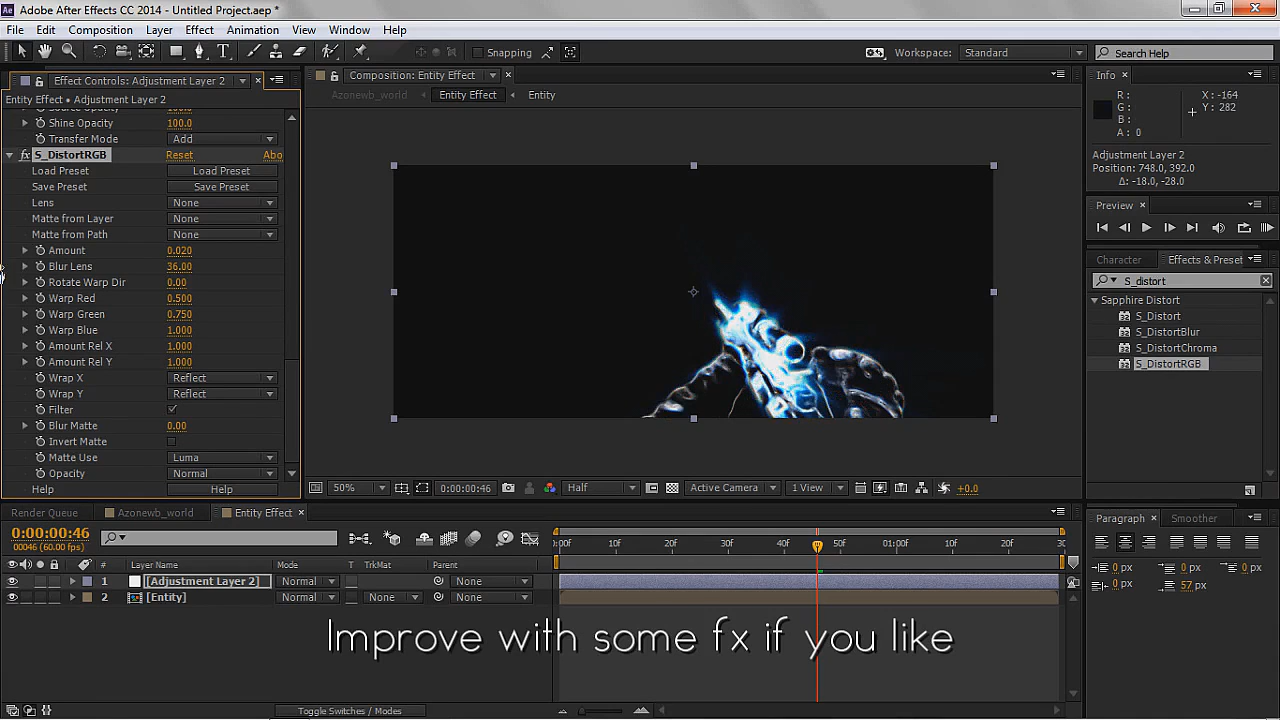 Adobe After Effects CC 2014 - Untitled Project.aep *
File Edit Composition Layer Effect Animation View Window Help
Snapping Workspace: Standard Search Help
Effect Controls: Adjustment Layer 2
Entity Effect • Adjustment Layer 2
Source Opacity 100.0
Shine Opacity 100.0
Transfer Mode Add
fx S_DistortRGB Reset Abo
Load Preset Load Preset
Save Preset Save Preset
Lens None
Matte from Layer None
Matte from Path None
Amount 0.020
Blur Lens 36.00
Rotate Warp Dir 0.00
Warp Red 0.500
Warp Green 0.750
Warp Blue 1.000
Amount Rel X 1.000
Amount Rel Y 1.000
Wrap X Reflect
Wrap Y Reflect
Filter
Blur Matte 0.00
Invert Matte
Matte Use Luma
Opacity Normal
Help Help
Composition: Entity Effect
Azonewb_world Entity Effect Entity
50% 0:00:00:46 Half Active Camera 1 View +0.0
Info
R : X : -164
G : Y : 282
B :
A : 0
Adjustment Layer 2
Position: 748.0, 392.0
Δ: -18.0, -28.0
Preview
Character Effects & Preset
S_distort
Sapphire Distort
S_Distort
S_DistortBlur
S_DistortChroma
S_DistortRGB
Render Queue Azonewb_world Entity Effect
0:00:00:46
00046 (60.00 fps)
# Layer Name Mode T TrkMat Parent
1 [Adjustment Layer 2] Normal None
2 [Entity] Normal None None
:00F 10F 20F 30F 40F 50F 01:00F 10F 20F 30
Improve with some fx if you like
Toggle Switches / Modes
Paragraph Smoother
0 px 0 px 0 px
0 px 57 px